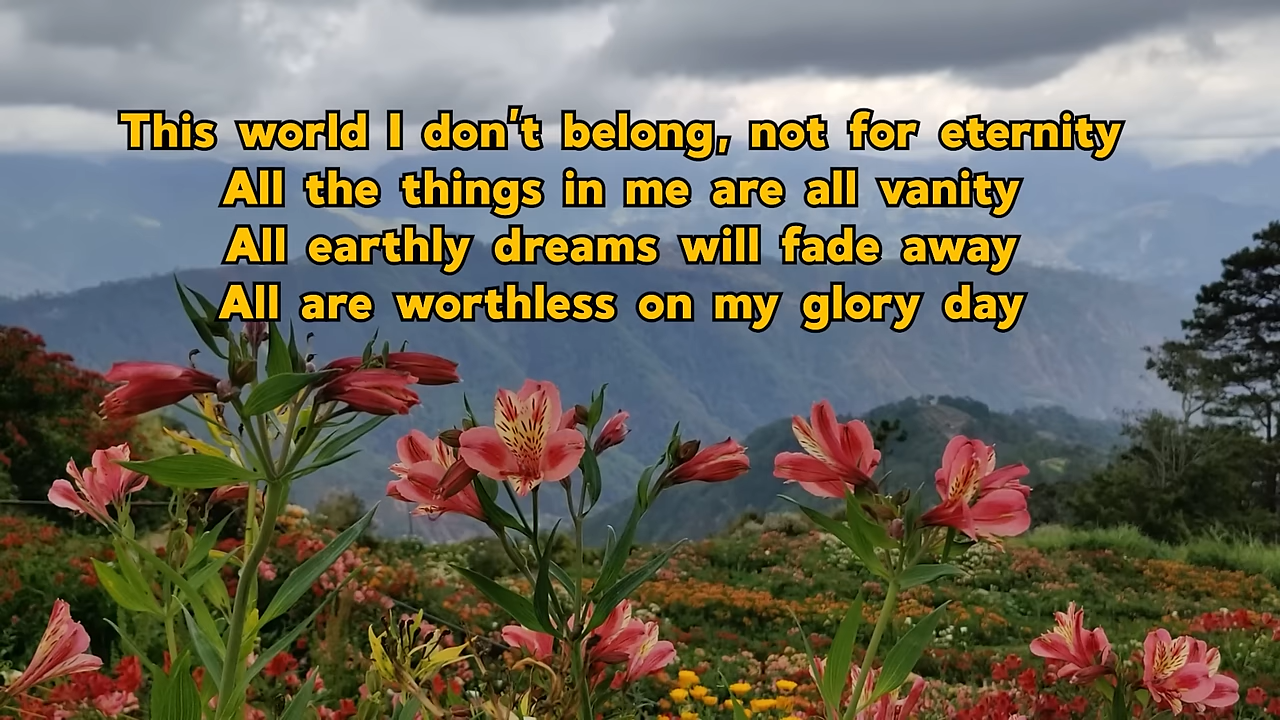 This world I don't belong, not for eternity
All the things in me are all vanity
All earthly dreams will fade away
All are worthless on my glory day